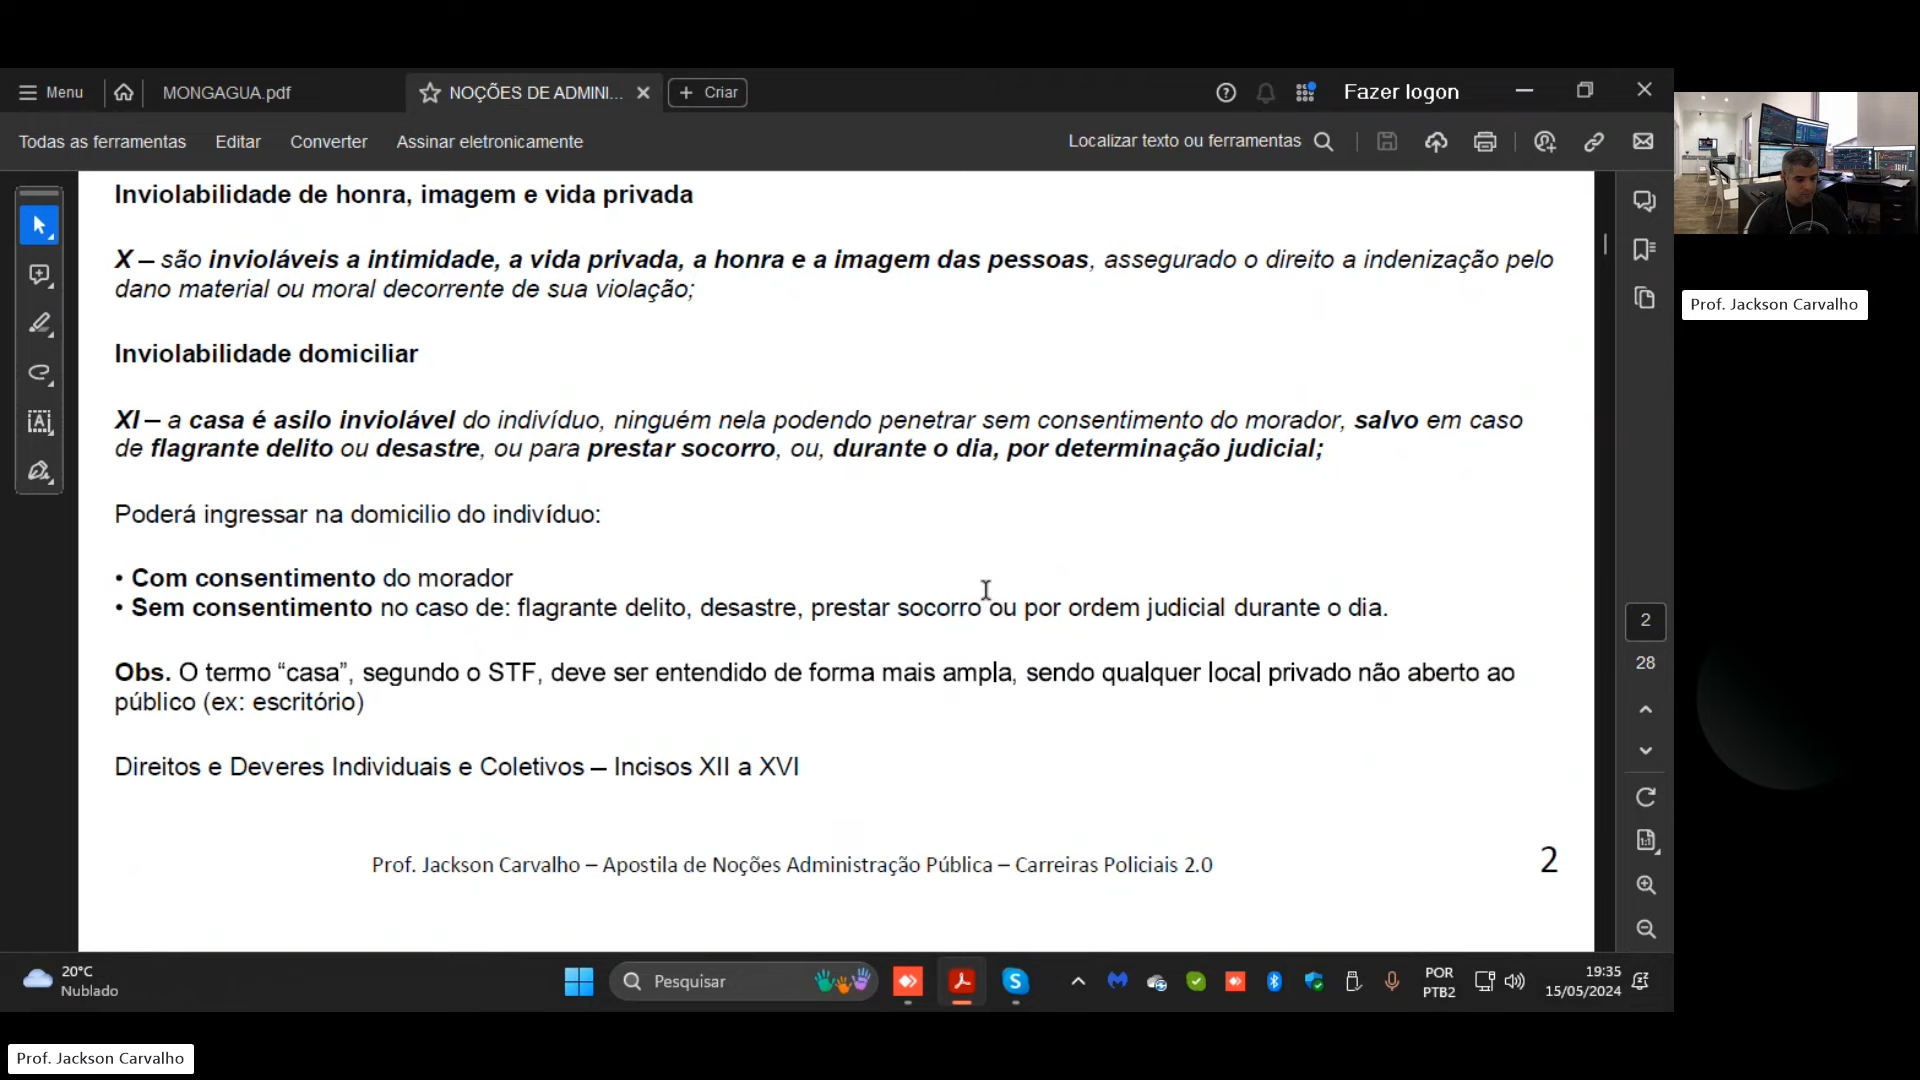 Menu
MONGAGUA.pdf
NOÇÕES DE ADMINI...
Criar
Fazer logon
Todas as ferramentas
Editar
Converter
Assinar eletronicamente
Localizar texto ou ferramentas
Inviolabilidade de honra, imagem e vida privada
X – são invioláveis a intimidade, a vida privada, a honra e a imagem das pessoas, assegurado o direito a indenização pelo
dano material ou moral decorrente de sua violação;
Inviolabilidade domiciliar
XI – a casa é asilo inviolável do indivíduo, ninguém nela podendo penetrar sem consentimento do morador, salvo em caso
de flagrante delito ou desastre, ou para prestar socorro, ou, durante o dia, por determinação judicial;
Poderá ingressar na domicilio do indivíduo:
• Com consentimento do morador
• Sem consentimento no caso de: flagrante delito, desastre, prestar socorro ou por ordem judicial durante o dia.
Obs. O termo “casa”, segundo o STF, deve ser entendido de forma mais ampla, sendo qualquer local privado não aberto ao
público (ex: escritório)
Direitos e Deveres Individuais e Coletivos – Incisos XII a XVI
Prof. Jackson Carvalho – Apostila de Noções Administração Pública – Carreiras Policiais 2.0
2
2
28
1:1
Prof. Jackson Carvalho
20°C
Nublado
Pesquisar
POR
PTB2
19:35
15/05/2024
Prof. Jackson Carvalho